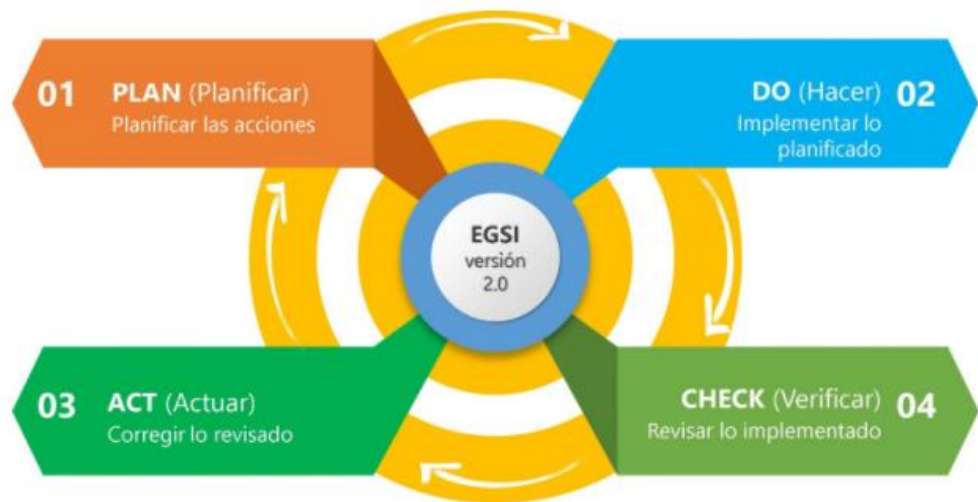 01 PLAN (Planificar)
Planificar las acciones
DO (Hacer) 02
Implementar lo
planificado
EGSI
versión
2.0
03 ACT (Actuar)
Corregir lo revisado
CHECK (Verificar) 04
Revisar lo implementado